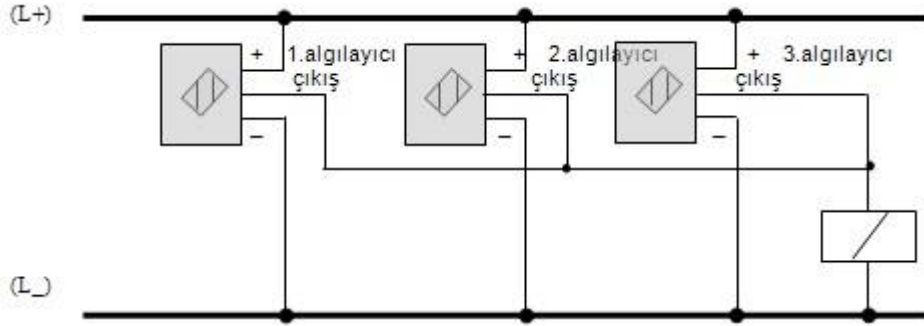 (L+)
+ 1.algılayıcı
çıkış
−
+ 2.algılayıcı
çıkış
−
+ 3.algılayıcı
çıkış
−
(L_)